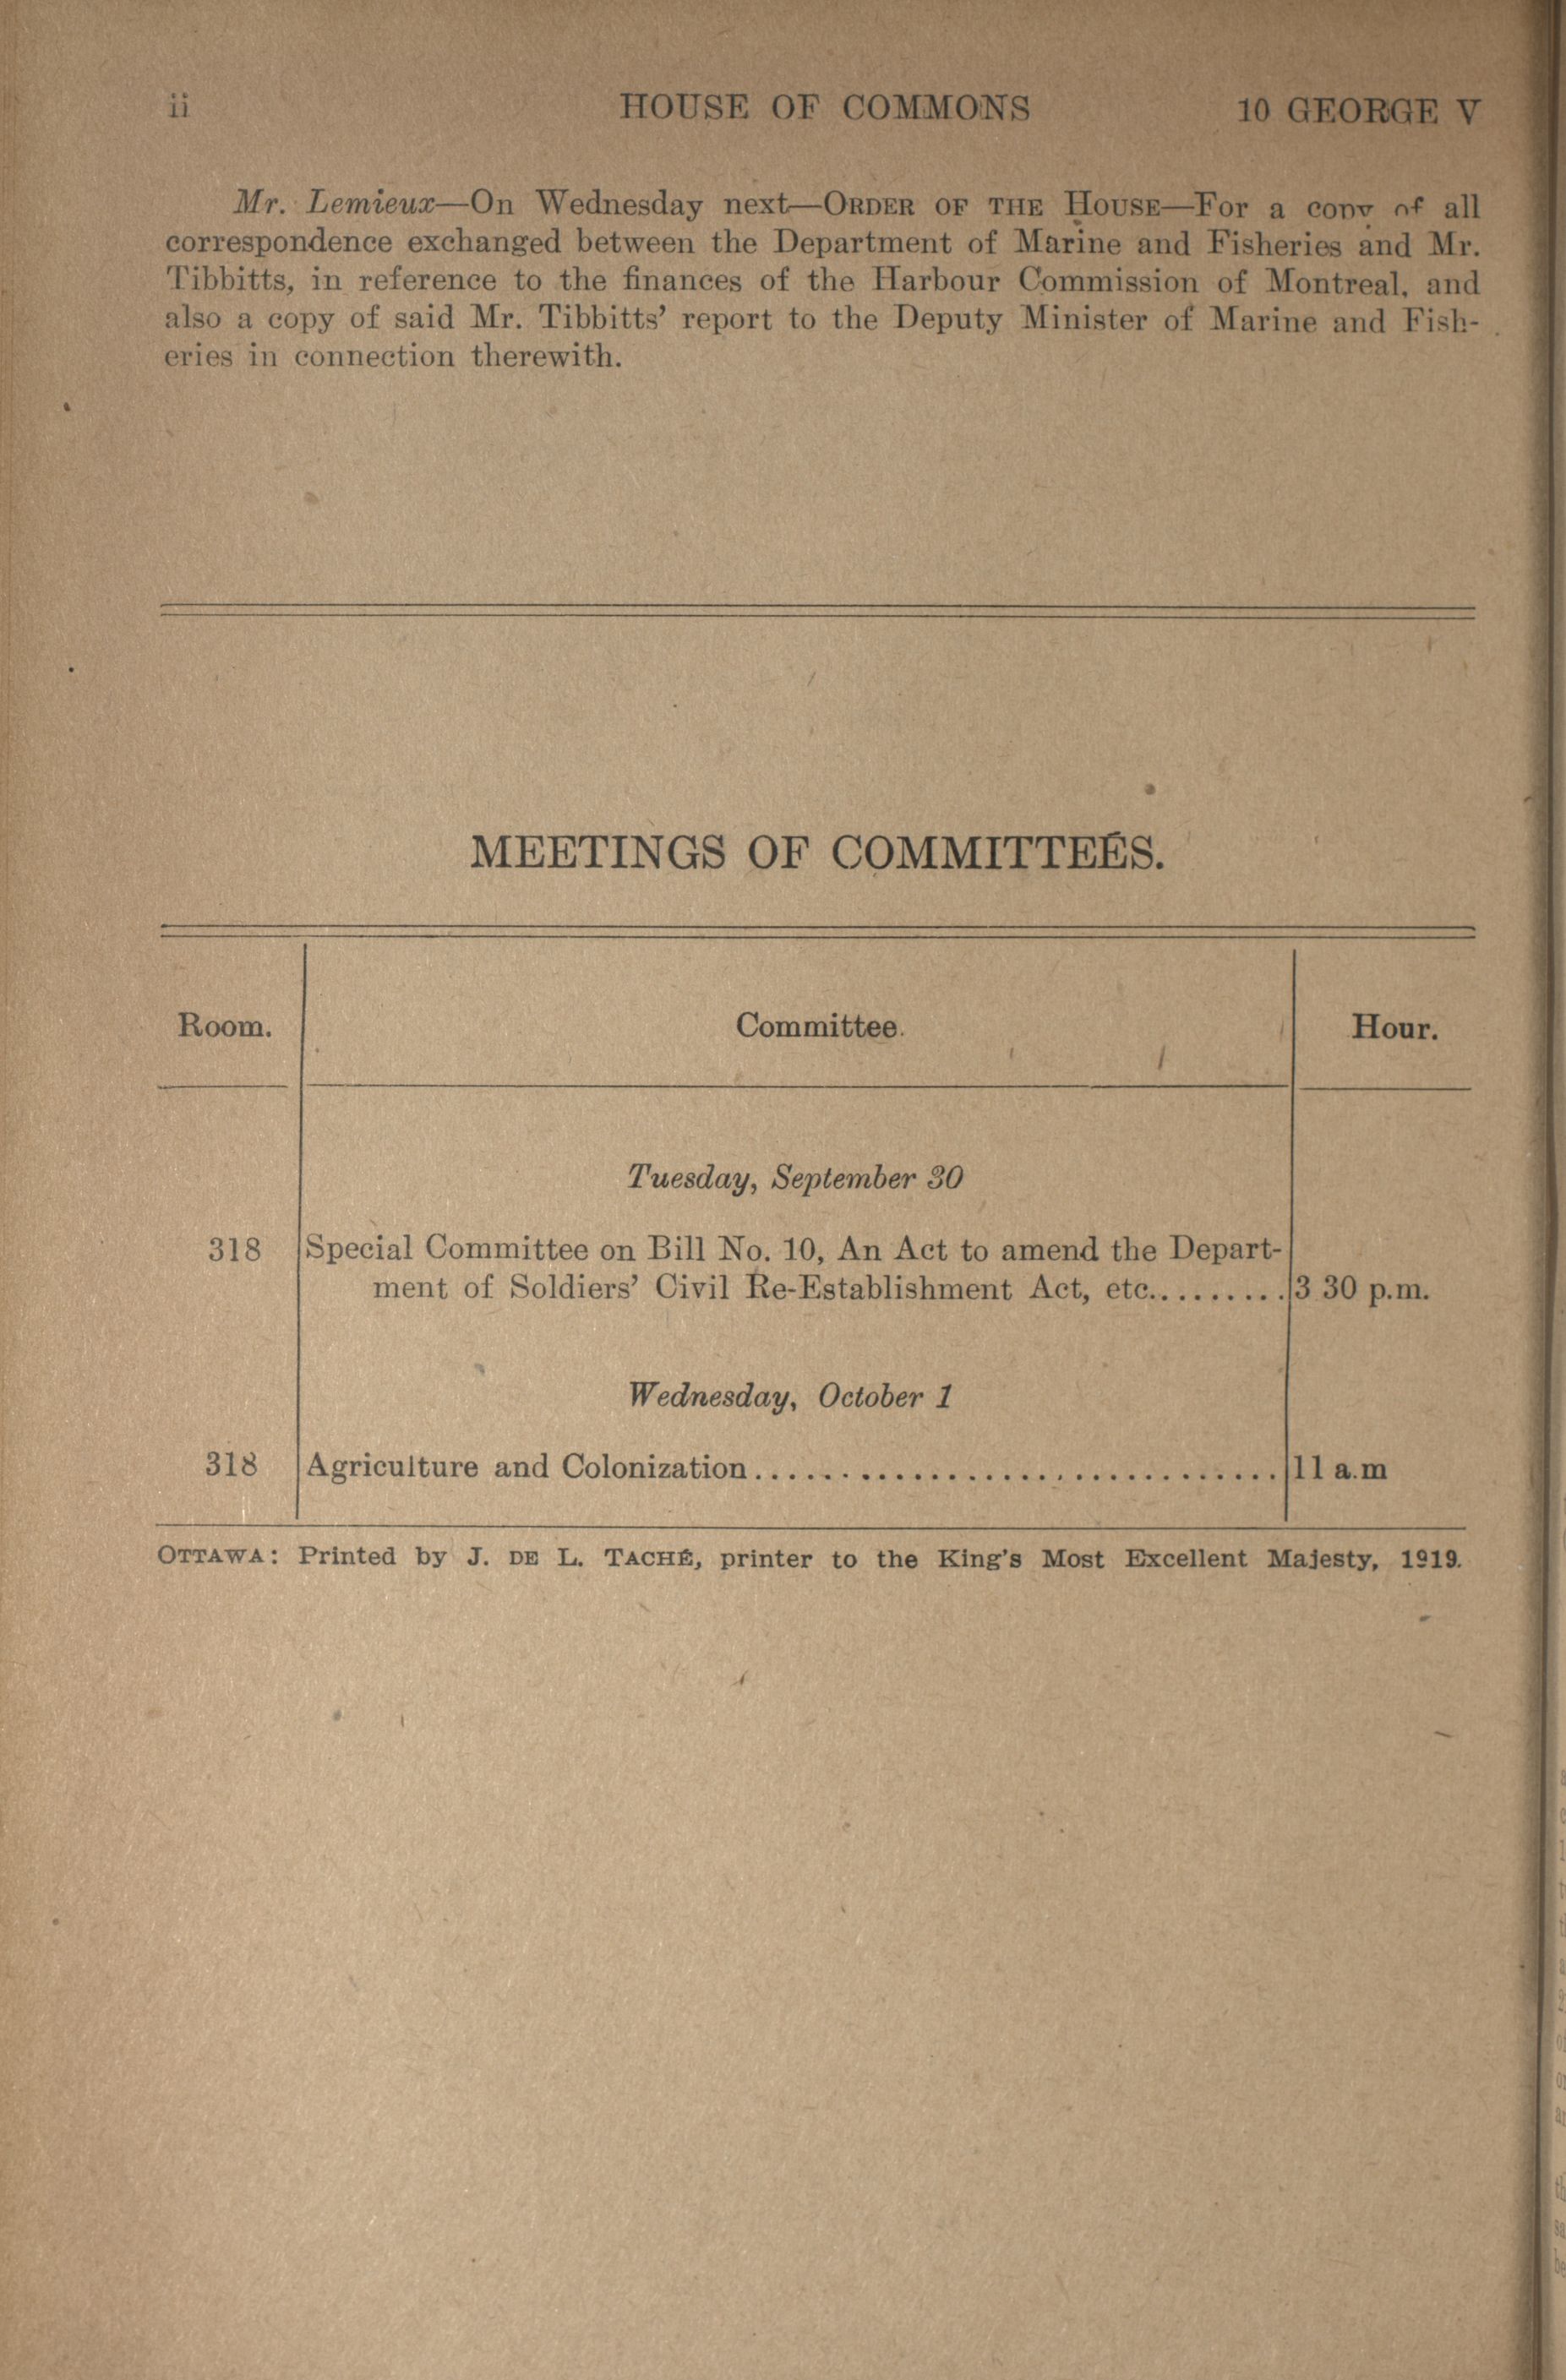 ii HOUSE OF COMMONS 10 GEORGE V
Mr. Lemieux—On Wednesday next—ORDER OF THE HOUSE—For a copy of all
correspondence exchanged between the Department of Marine and Fisheries and Mr.
Tibbitts, in reference to the finances of the Harbour Commission of Montreal, and
also a copy of said Mr. Tibbitts’ report to the Deputy Minister of Marine and Fish-
eries in connection therewith.
MEETINGS OF COMMITTEES.
Room. Committee. Hour.
Tuesday, September 30
318 Special Committee on Bill No. 10, An Act to amend the Depart-
ment of Soldiers’ Civil Re-Establishment Act, etc.......... 3 30 p.m.
Wednesday, October 1
318 Agriculture and Colonization.................................. 11 a.m
OTTAWA: Printed by J. DE L. TACHÉ, printer to the King’s Most Excellent Majesty, 1919.